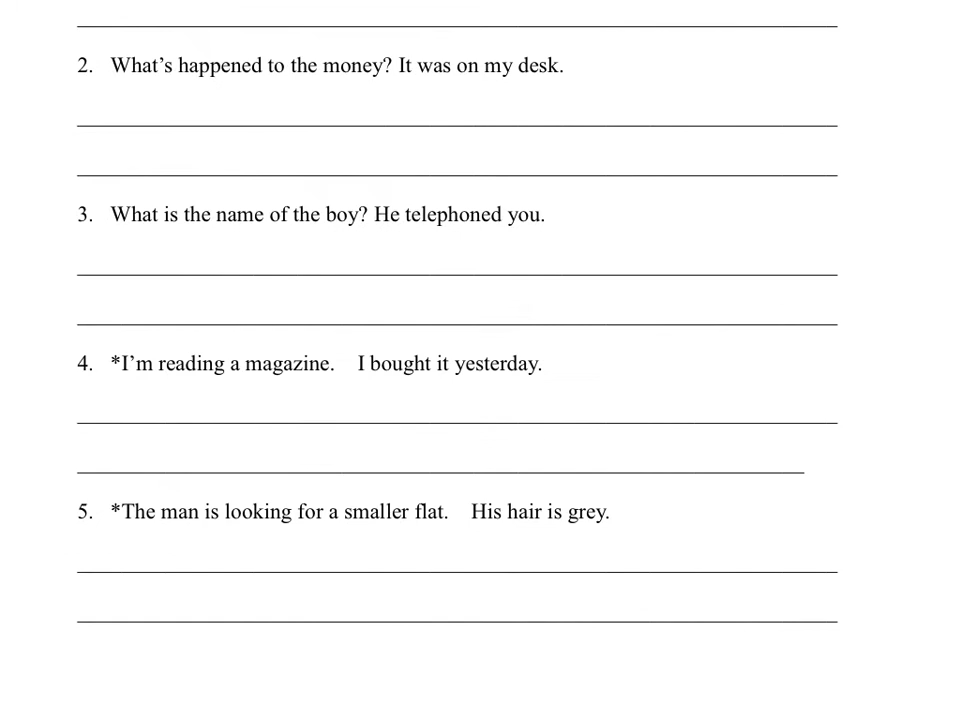 2. What’s happened to the money? It was on my desk.
3. What is the name of the boy? He telephoned you.
4. *I’m reading a magazine. I bought it yesterday.
5. *The man is looking for a smaller flat. His hair is grey.